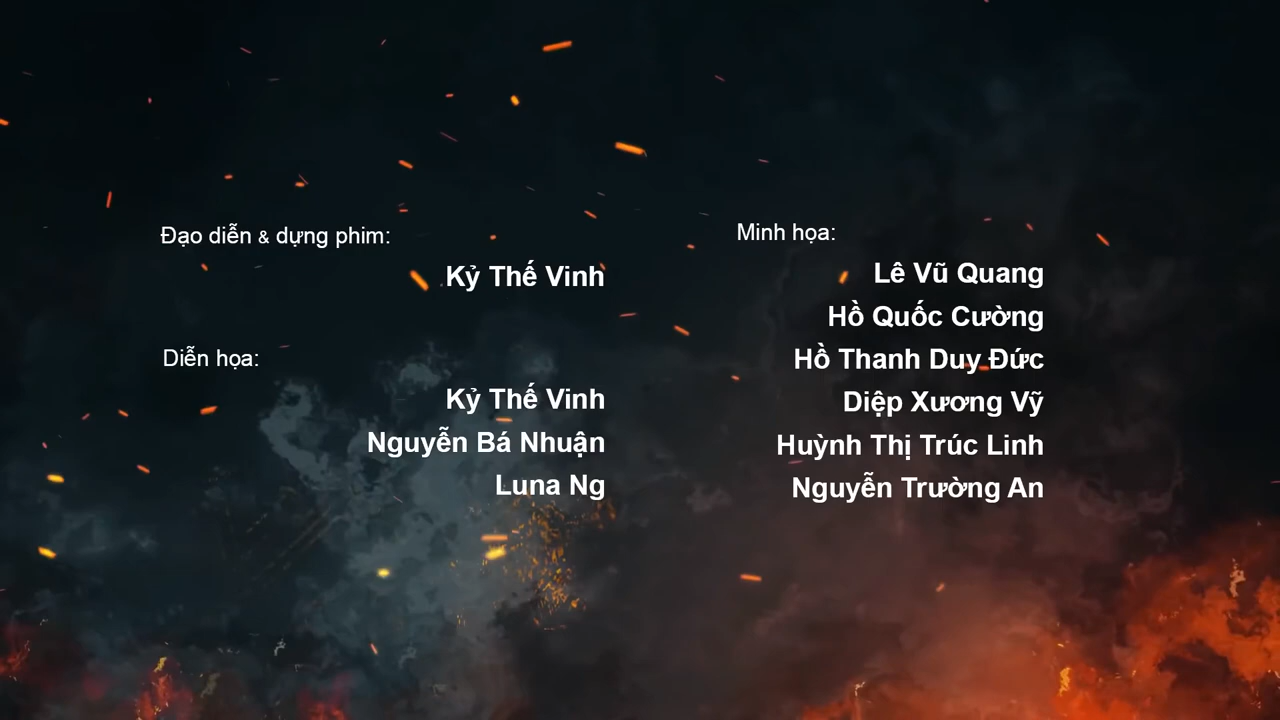 Đạo diễn & dựng phim:
Kỷ Thế Vinh
Diễn họa:
Kỷ Thế Vinh
Nguyễn Bá Nhuận
Luna Ng
Minh họa:
Lê Vũ Quang
Hồ Quốc Cường
Hồ Thanh Duy Đức
Diệp Xương Vỹ
Huỳnh Thị Trúc Linh
Nguyễn Trường An